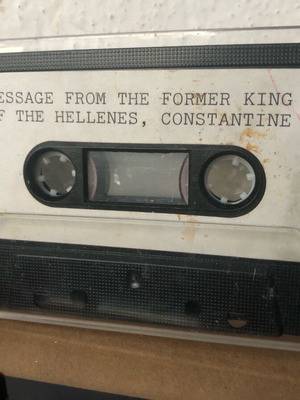 ESSAGE FROM THE FORMER KING
F THE HELLENES, CONSTANTINE